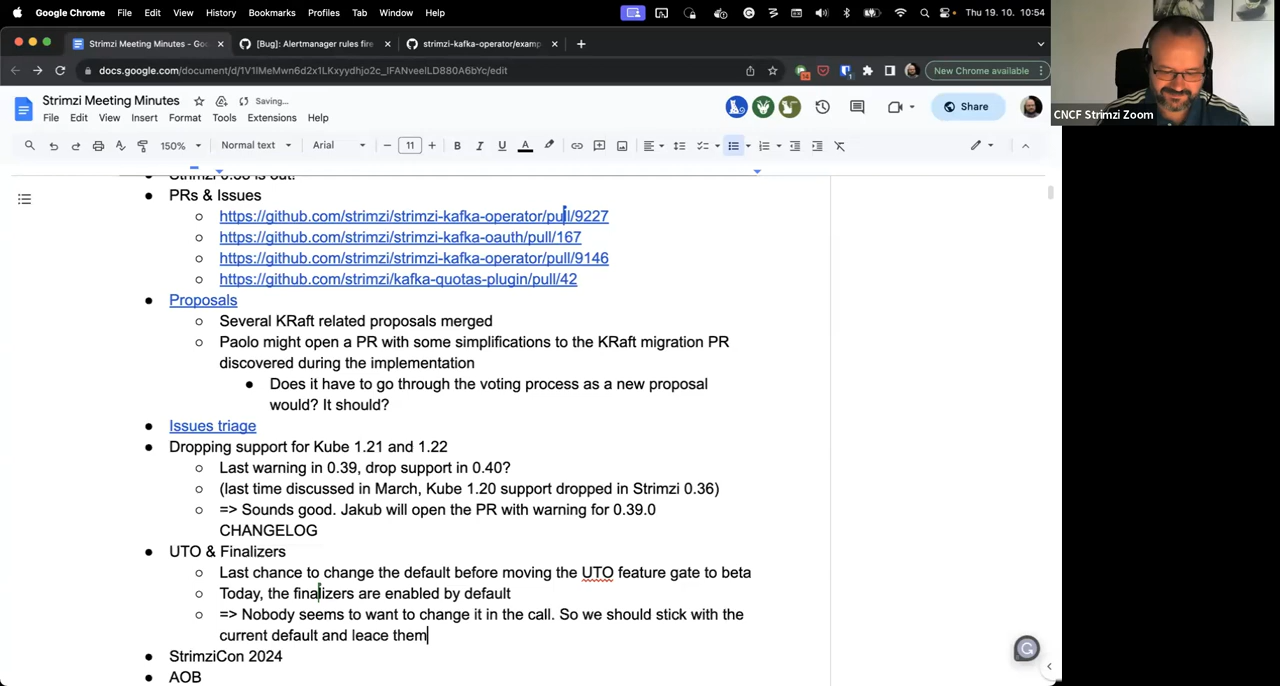 Google Chrome File Edit View History Bookmarks Profiles Tab Window Help Thu 19. 10. 10:54
Strimzi Meeting Minutes - Goo [Bug]: Alertmanager rules fire strimzi-kafka-operator/examp
docs.google.com/document/d/1V1lMeMwn6d2x1LKxyydhjo2c_lFANveelLD880A6bYc/edit New Chrome available
Strimzi Meeting Minutes Saving...
File Edit View Insert Format Tools Extensions Help Share
150% Normal text Arial 11 B I U A
CNCF Strimzi Zoom
Strimzi 0.38 is out!
PRs & Issues
https://github.com/strimzi/strimzi-kafka-operator/pull/9227
https://github.com/strimzi/strimzi-kafka-oauth/pull/167
https://github.com/strimzi/strimzi-kafka-operator/pull/9146
https://github.com/strimzi/kafka-quotas-plugin/pull/42
Proposals
Several KRaft related proposals merged
Paolo might open a PR with some simplifications to the KRaft migration PR
discovered during the implementation
Does it have to go through the voting process as a new proposal
would? It should?
Issues triage
Dropping support for Kube 1.21 and 1.22
Last warning in 0.39, drop support in 0.40?
(last time discussed in March, Kube 1.20 support dropped in Strimzi 0.36)
=> Sounds good. Jakub will open the PR with warning for 0.39.0
CHANGELOG
UTO & Finalizers
Last chance to change the default before moving the UTO feature gate to beta
Today, the finalizers are enabled by default
=> Nobody seems to want to change it in the call. So we should stick with the
current default and leace them
StrimziCon 2024
AOB